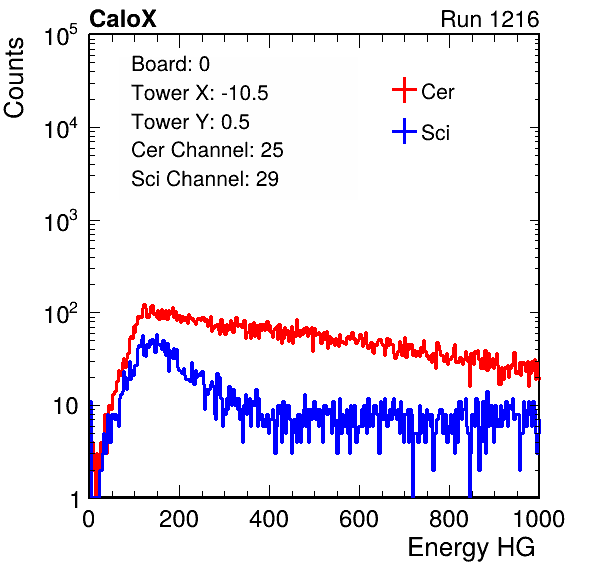 CaloX Run 1216
Counts
10^5
10^4
10^3
10^2
10
1
Board: 0
Tower X: -10.5
Tower Y: 0.5
Cer Channel: 25
Sci Channel: 29
Cer
Sci
0 200 400 600 800 1000
Energy HG